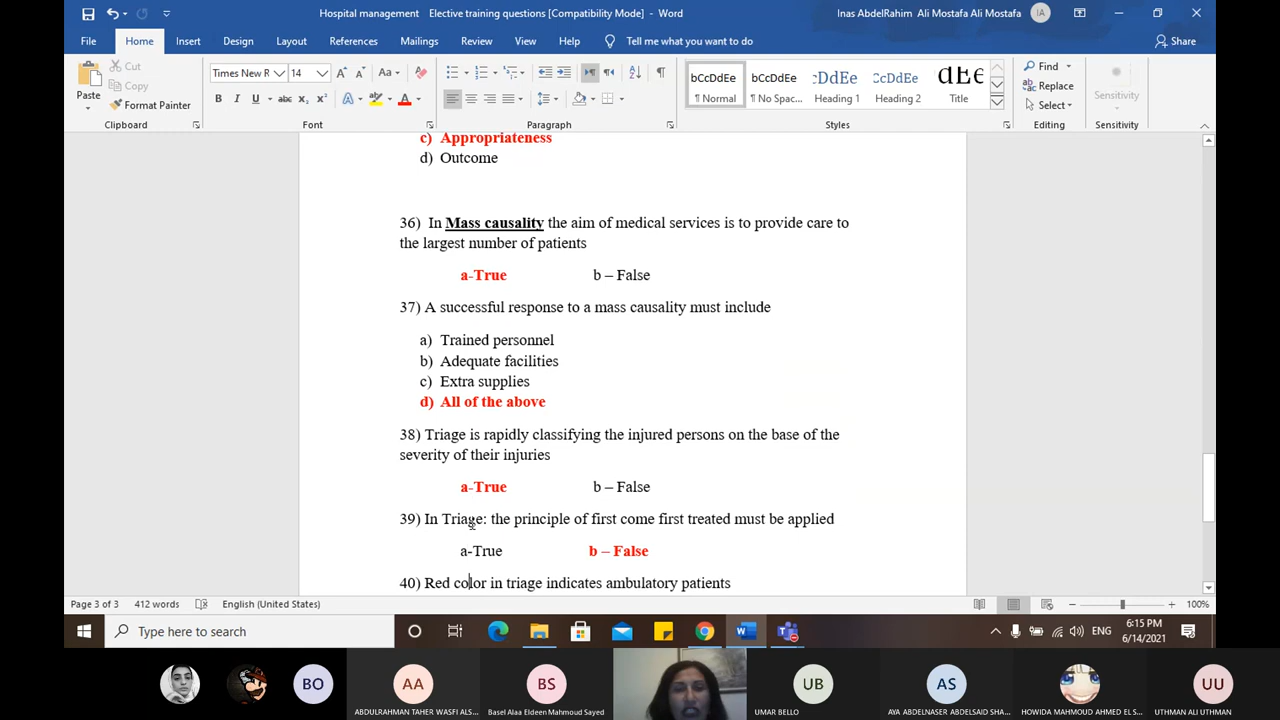 Hospital management Elective training questions [Compatibility Mode] - Word
Inas AbdelRahim Ali Mostafa Ali Mostafa
IA
File Home Insert Design Layout References Mailings Review View Help Tell me what you want to do Share
Paste
Cut
Copy
Format Painter
Clipboard
Times New R 14
Font
Paragraph
bCcDdEe bCcDdEe bCcDdE bCcDdEe dEe
¶ Normal ¶ No Spac... Heading 1 Heading 2 Title
Styles
Find
Replace
Select
Editing
Sensitivity
Sensitivity
c) Appropriateness
d) Outcome
36) In Mass causality the aim of medical services is to provide care to
the largest number of patients
a-True b – False
37) A successful response to a mass causality must include
a) Trained personnel
b) Adequate facilities
c) Extra supplies
d) All of the above
38) Triage is rapidly classifying the injured persons on the base of the
severity of their injuries
a-True b – False
39) In Triage: the principle of first come first treated must be applied
a-True b – False
40) Red color in triage indicates ambulatory patients
Page 3 of 3 412 words English (United States) 100%
Type here to search
ENG
6:15 PM
6/14/2021
BO
AA
BS
UB
AS
UU
ABDULRAHMAN TAHER WASFI ALS...
Basel Alaa Eldeen Mahmoud Sayed
UMAR BELLO
AYA ABDELNASER ABDELSAID SHA...
HOWIDA MAHMOUD AHMED EL S...
UTHMAN ALI UTHMAN